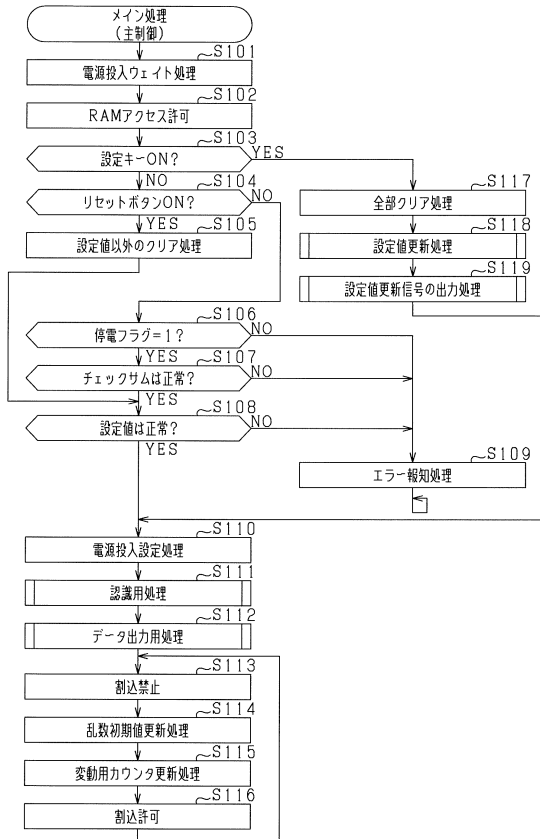 メイン処理
(主制御)
S101
電源投入ウェイト処理
S102
RAMアクセス許可
S103
設定キーON?
YES
NO
S104
リセットボタンON?
NO
YES
S105
設定値以外のクリア処理
S117
全部クリア処理
S118
設定値更新処理
S119
設定値更新信号の出力処理
S106
停電フラグ=1?
NO
YES
S107
チェックサムは正常?
NO
YES
S108
設定値は正常?
NO
YES
S109
エラー報知処理
S110
電源投入設定処理
S111
認識用処理
S112
データ出力用処理
S113
割込禁止
S114
乱数初期値更新処理
S115
変動用カウンタ更新処理
S116
割込許可